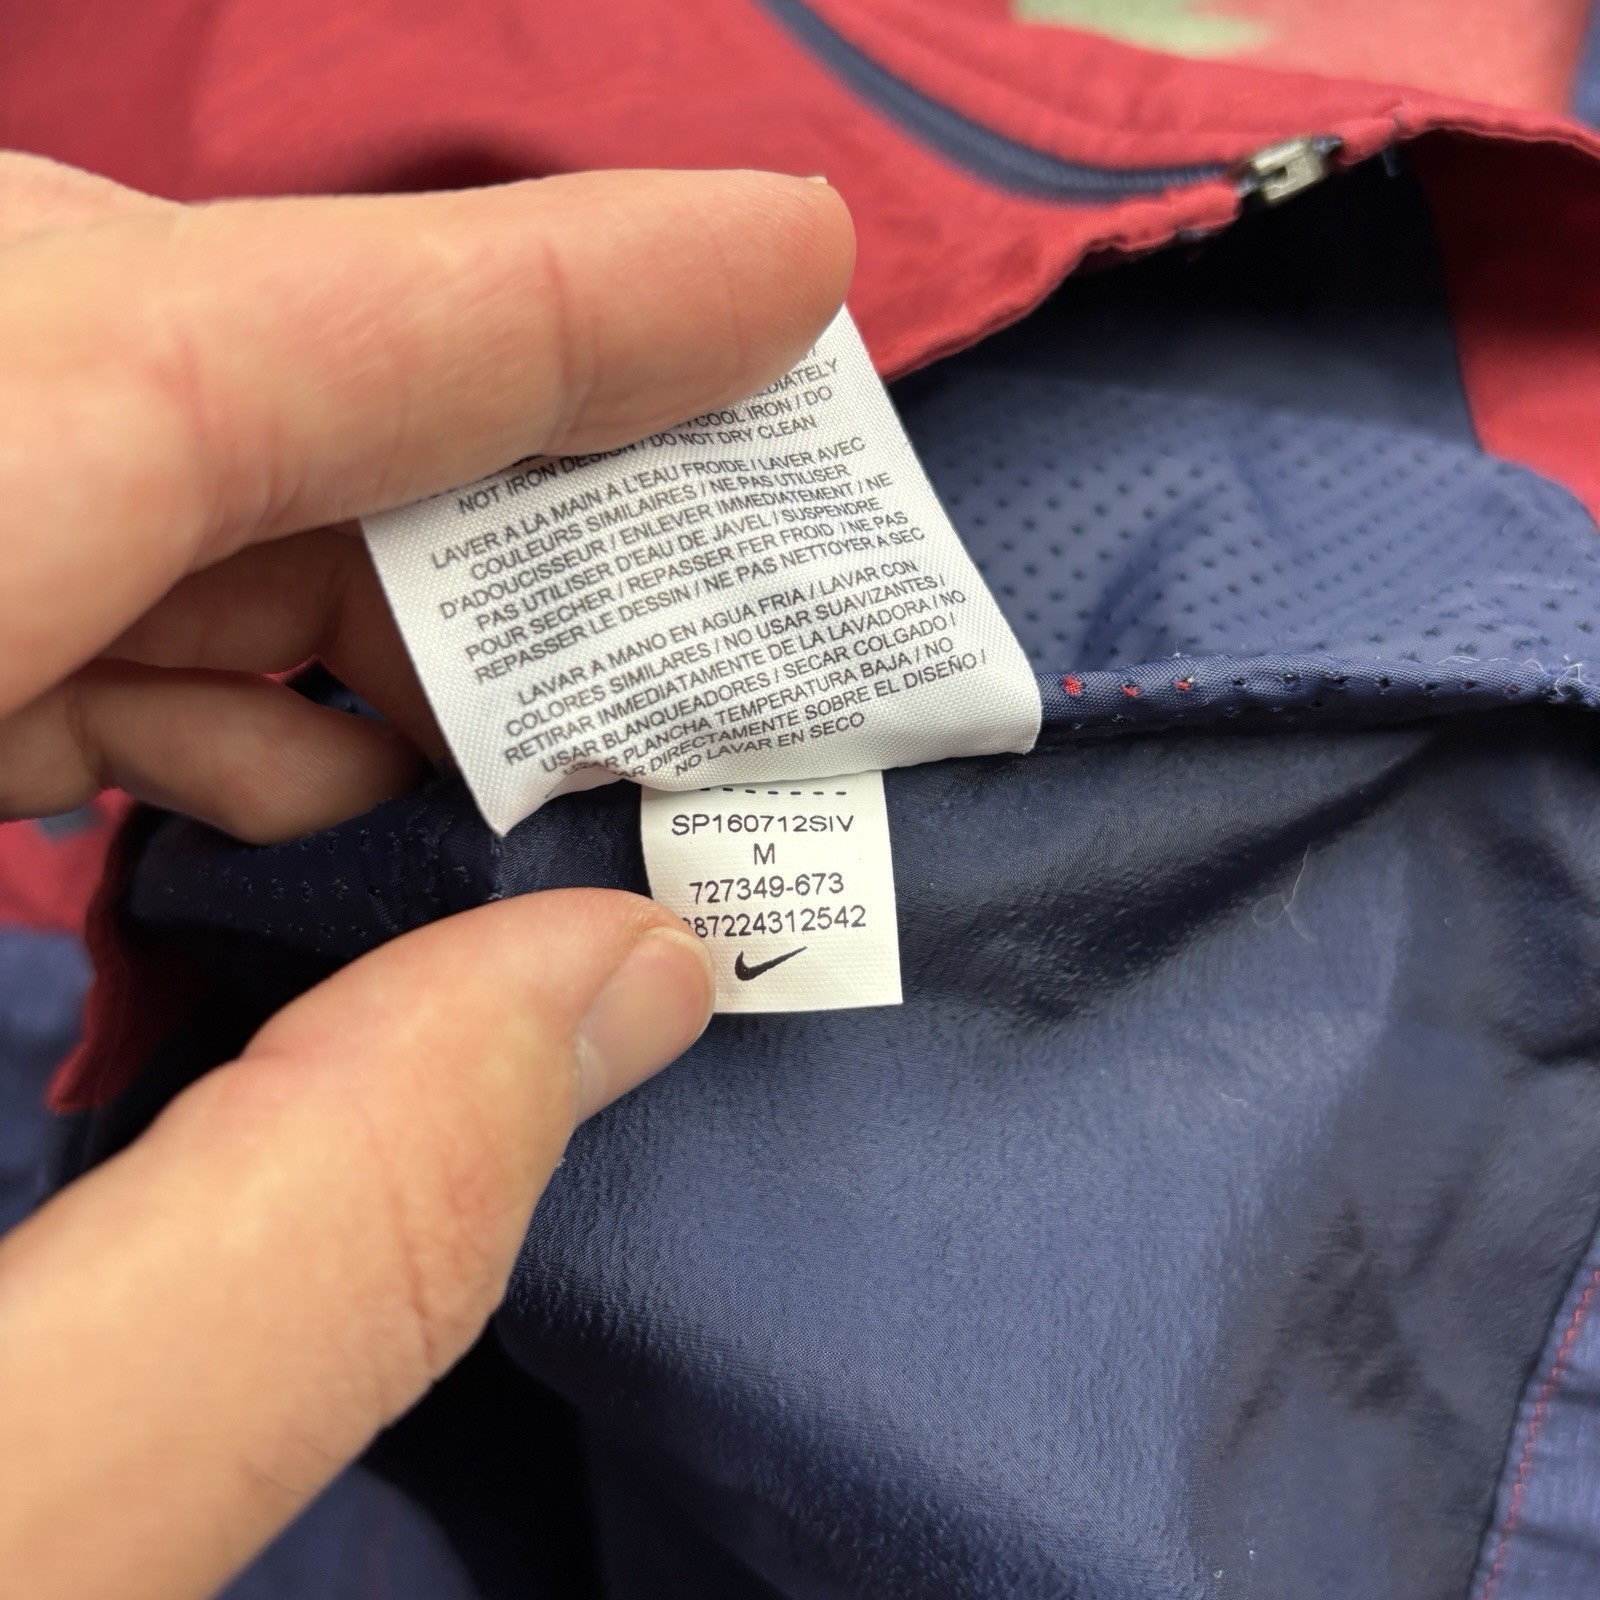 COOL IRON / DO
NOT IRON DESIGN / DO NOT DRY CLEAN
LAVER A LA MAIN A L'EAU FROIDE / LAVER AVEC
COULEURS SIMILAIRES / NE PAS UTILISER
D'ADOUCISSEUR / ENLEVER IMMEDIATEMENT / NE
PAS UTILISER D'EAU DE JAVEL / SUSPENDRE
POUR SECHER / REPASSER FER FROID / NE PAS
REPASSER LE DESSIN / NE PAS NETTOYER A SEC
LAVAR A MANO EN AGUA FRIA / LAVAR CON
COLORES SIMILARES / NO USAR SUAVIZANTES /
RETIRAR INMEDIATAMENTE DE LA LAVADORA / NO
USAR BLANQUEADORES / SECAR COLGADO /
PLANCHA TEMPERATURA BAJA / NO
DIRECTAMENTE SOBRE EL DISEÑO /
NO LAVAR EN SECO
SP160712SIV
M
727349-673
87224312542